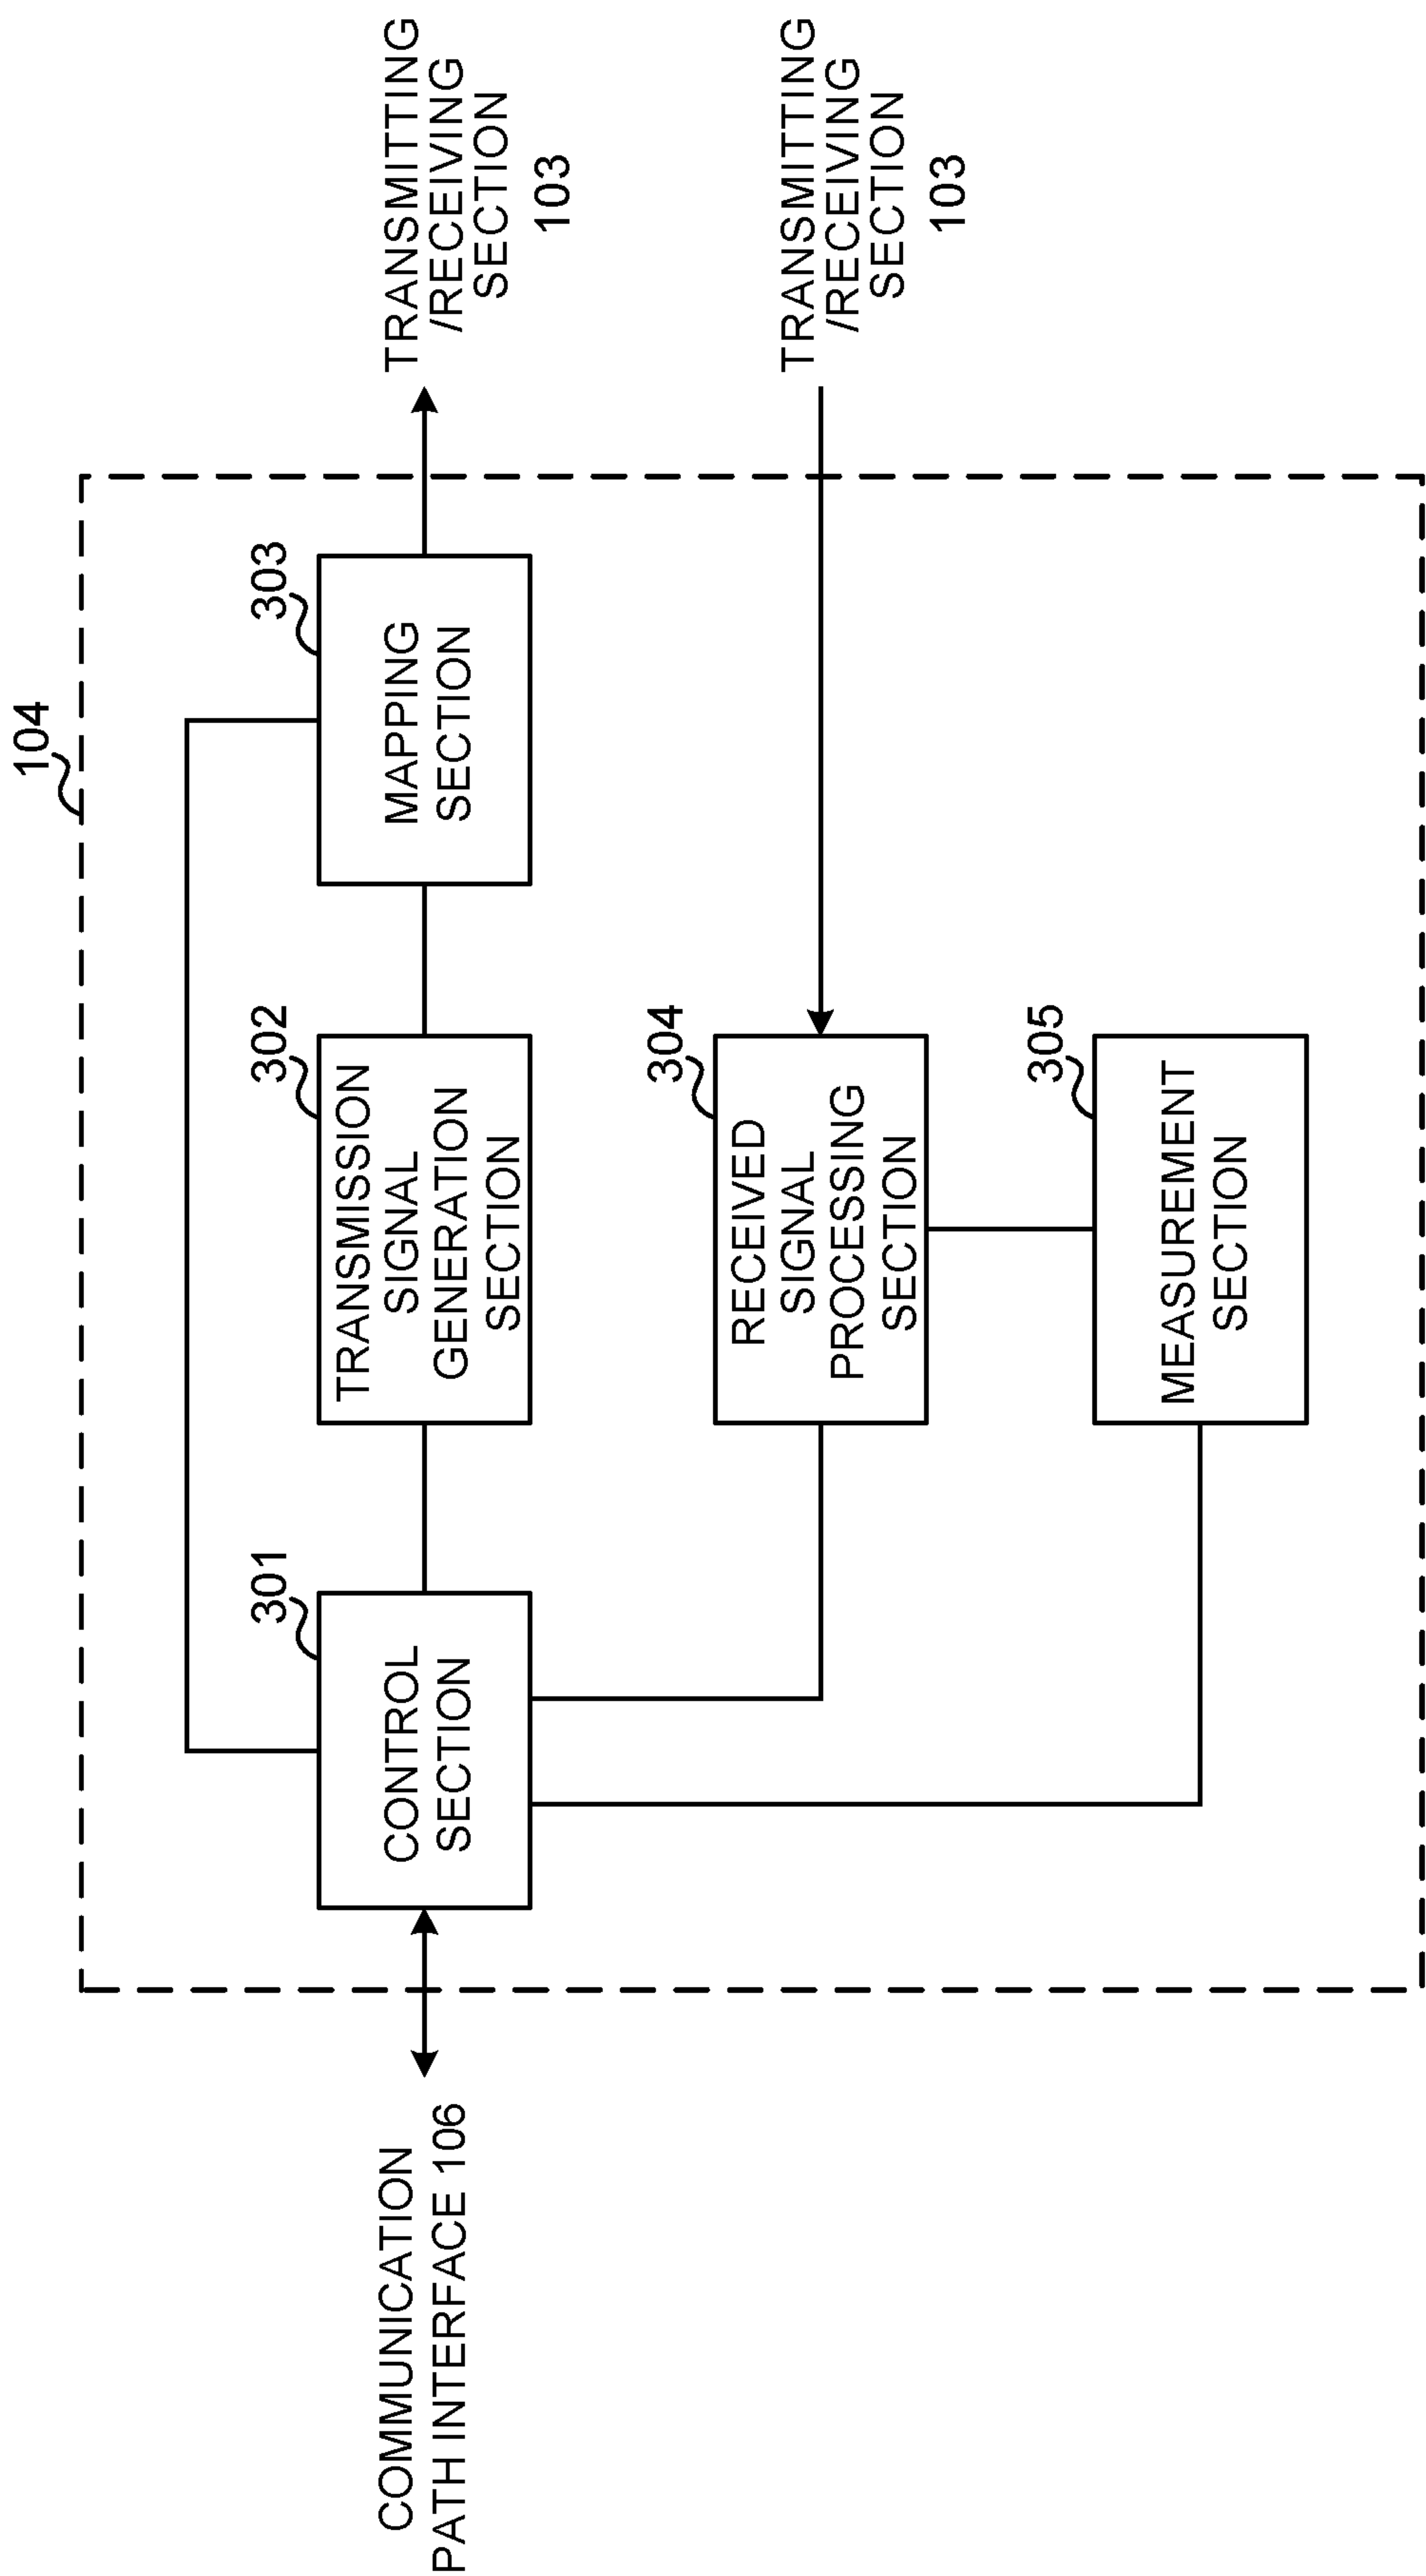 104
301
CONTROL
SECTION
302
TRANSMISSION
SIGNAL
GENERATION
SECTION
303
MAPPING
SECTION
TRANSMITTING
/RECEIVING
SECTION
103
COMMUNICATION
PATH INTERFACE 106
304
RECEIVED
SIGNAL
PROCESSING
SECTION
TRANSMITTING
/RECEIVING
SECTION
103
305
MEASUREMENT
SECTION